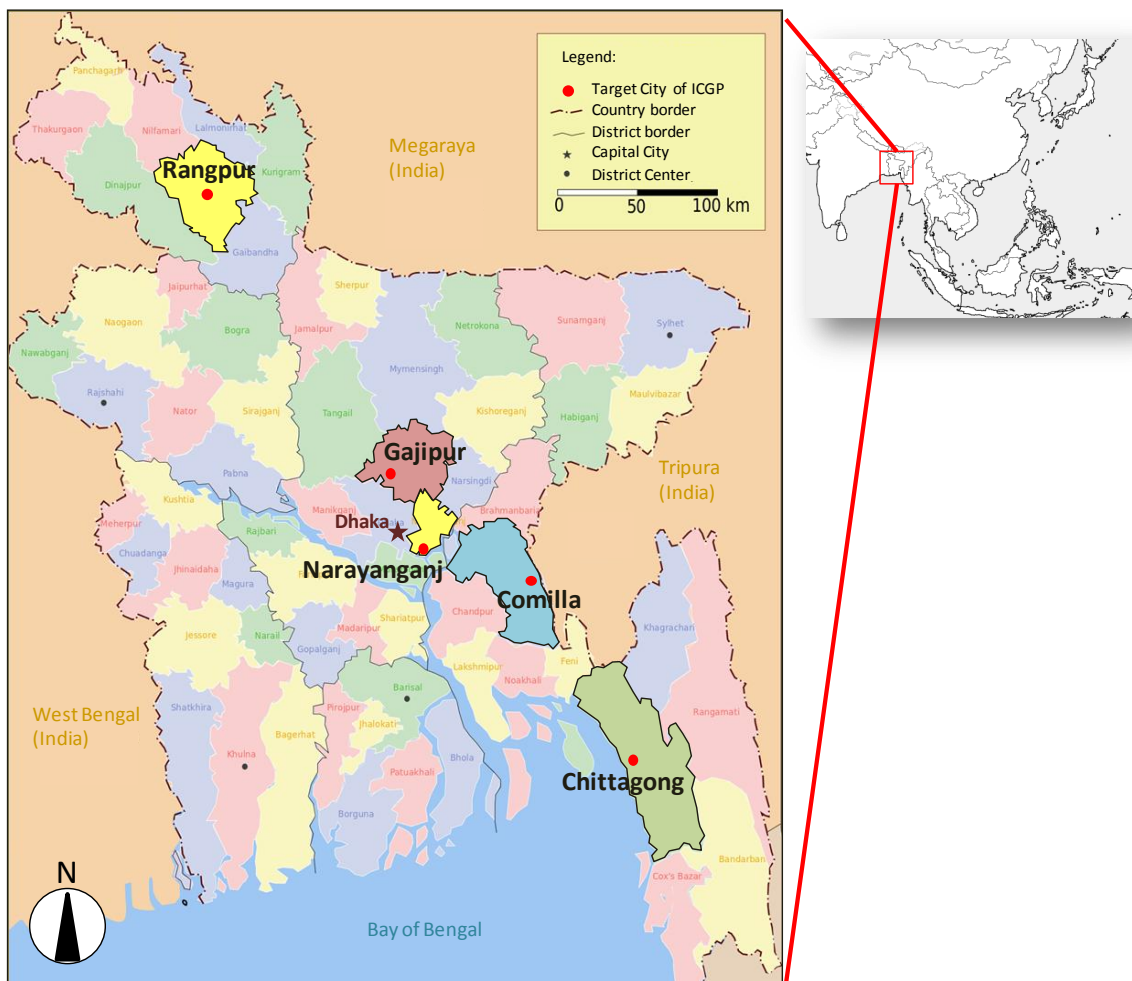 Legend:
Target City of ICGP
Country border
District border
Capital City
District Center
0 50 100 km
Panchagarh
Thakurgaon
Nilfamari
Lalmonirhat
Megaraya
(India)
Rangpur
Kurigram
Dinajpur
Gaibandha
Jaipurhat
Sherpur
Naogaon
Bogra
Jamalpur
Netrokona
Sunamganj
Sylhet
Nawabganj
Mymensingh
Rajshahi
Maulvibazar
Nator
Sirajganj
Tangail
Kishoreganj
Habiganj
Gajipur
Tripura
(India)
Pabna
Narsingdi
Kushtia
Manikganj
Brahmanbaria
Meherpur
Dhaka
Rajbari
Chuadanga
Jhinaidaha
Magura
Narayanganj
Comilla
Chandpur
Shariatpur
Madaripur
Khagrachari
Jessore
Narail
Gopalganj
Lakshmipur
Feni
Noakhali
Barisal
Rangamati
West Bengal
(India)
Shatkhira
Pirojpur
Bagerhat
Jhalokati
Khulna
Bhola
Patuakhali
Chittagong
Borguna
Bandarban
Cox's Bazar
N
Bay of Bengal